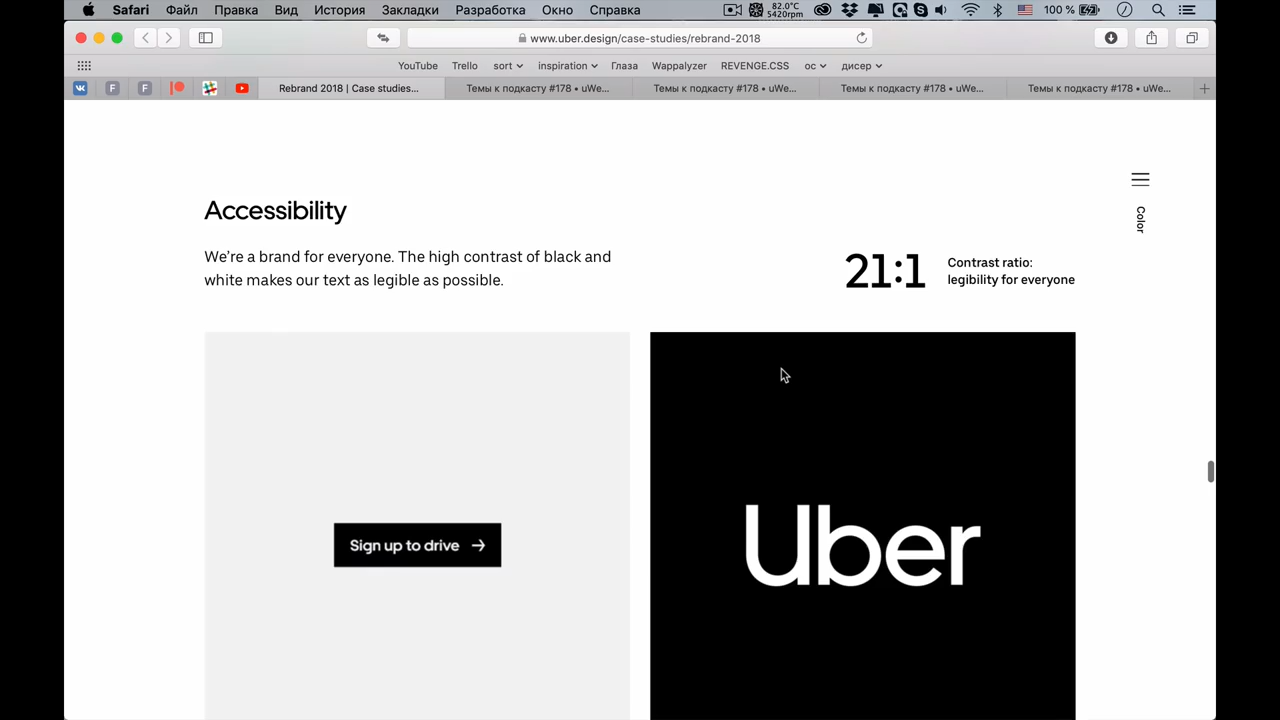 Safari Файл Правка Вид История Закладки Разработка Окно Справка 82.0°C 5420rpm 100 %
www.uber.design/case-studies/rebrand-2018
YouTube Trello sort inspiration Глаза Wappalyzer REVENGE.CSS ос дисер
Rebrand 2018 | Case studies... Темы к подкасту #178 • uWe... Темы к подкасту #178 • uWe... Темы к подкасту #178 • uWe... Темы к подкасту #178 • uWe...
Accessibility
Color
We're a brand for everyone. The high contrast of black and
white makes our text as legible as possible.
21:1
Contrast ratio:
legibility for everyone
Sign up to drive →
Uber